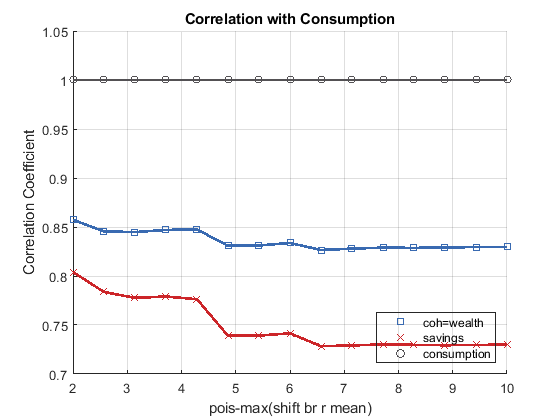 Correlation with Consumption
1.05
1
0.95
0.9
0.85
0.8
0.75
0.7
Correlation Coefficient
coh=wealth
savings
consumption
2 3 4 5 6 7 8 9 10
pois-max(shift br r mean)